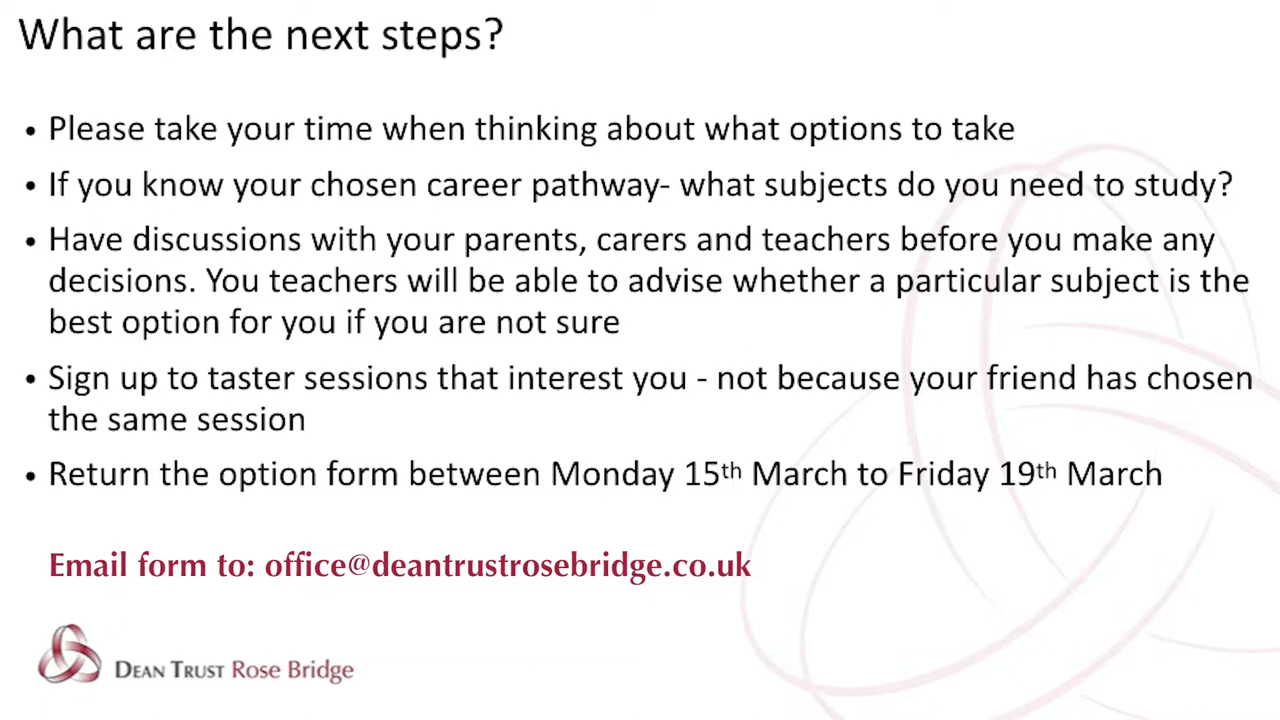 What are the next steps?
• Please take your time when thinking about what options to take
• If you know your chosen career pathway- what subjects do you need to study?
• Have discussions with your parents, carers and teachers before you make any
decisions. You teachers will be able to advise whether a particular subject is the
best option for you if you are not sure
• Sign up to taster sessions that interest you - not because your friend has chosen
the same session
• Return the option form between Monday 15th March to Friday 19th March
Email form to: office@deantrustrosebridge.co.uk
DEAN TRUST Rose Bridge